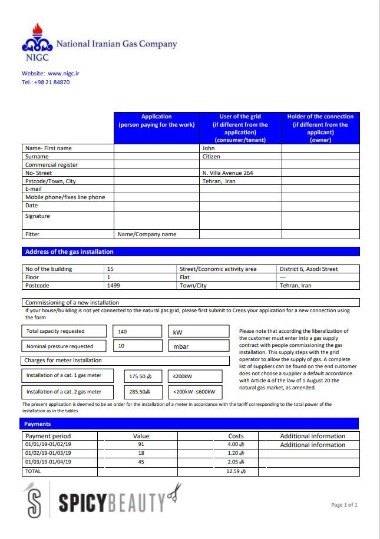 National Iranian Gas Company
NIGC
Website: www.nigc.ir
Tel.: +98 21 84870
Application
(person paying for the work)
User of the grid
(if different from the
application)
(consumer/tenant)
Holder of the connection
(if different from the
applicant)
(owner)
Name- First name John
Surname Citizen
Commercial register
No- Street N. Villa Avenue 264
Pstcode/Town, City Tehran, Iran
E-mail
Mobile phone/fixes line phone
Date
Signature
Fitter Name/Company name
Address of the gas installation
No of the building 15 Street/Economic activity area District 6, Azodi Street
Floor 1 Flat ---
Postcode 1499 Town/City Tehran, Iran
Commissioning of a new installation
If your house/building is not yet connected to the natural gas grid, please first submit to Creos your application for a new connection using
the form
Total capacity requested 140 kW
Nominal pressure requested 10 mbar
Charges for meter installation
Installation of a cat. 1 gas meter 175.50 <200kW
Installation of a cat. 2 gas meter 285.50 <200kW -≤600kW
Please note that according the liberalization of
the customer must enter into a gas supply
contract with people commissioning the gas
installation. This supply steps with the grid
operator to allow the supply of gas. A complete
list of suppliers can be found on the end customer
does not choose a supplier a default accordance
with Article 4 of the law of 1 August 20 the
natural gas market, as amended.
The present application is deemed to be an order for the installation of a meter in accordance with the tariff corresponding to the total power of the
installation as in the tables
Payments
Payment period Value Costs Additional information
01/01/19-01/02/19 91 4.00 Additional information
01/02/19-01/03/19 18 1.20
01/03/19-01/04/19 45 2.05
TOTAL 12.59
SPICYBEAUTY
Page 1 of 2